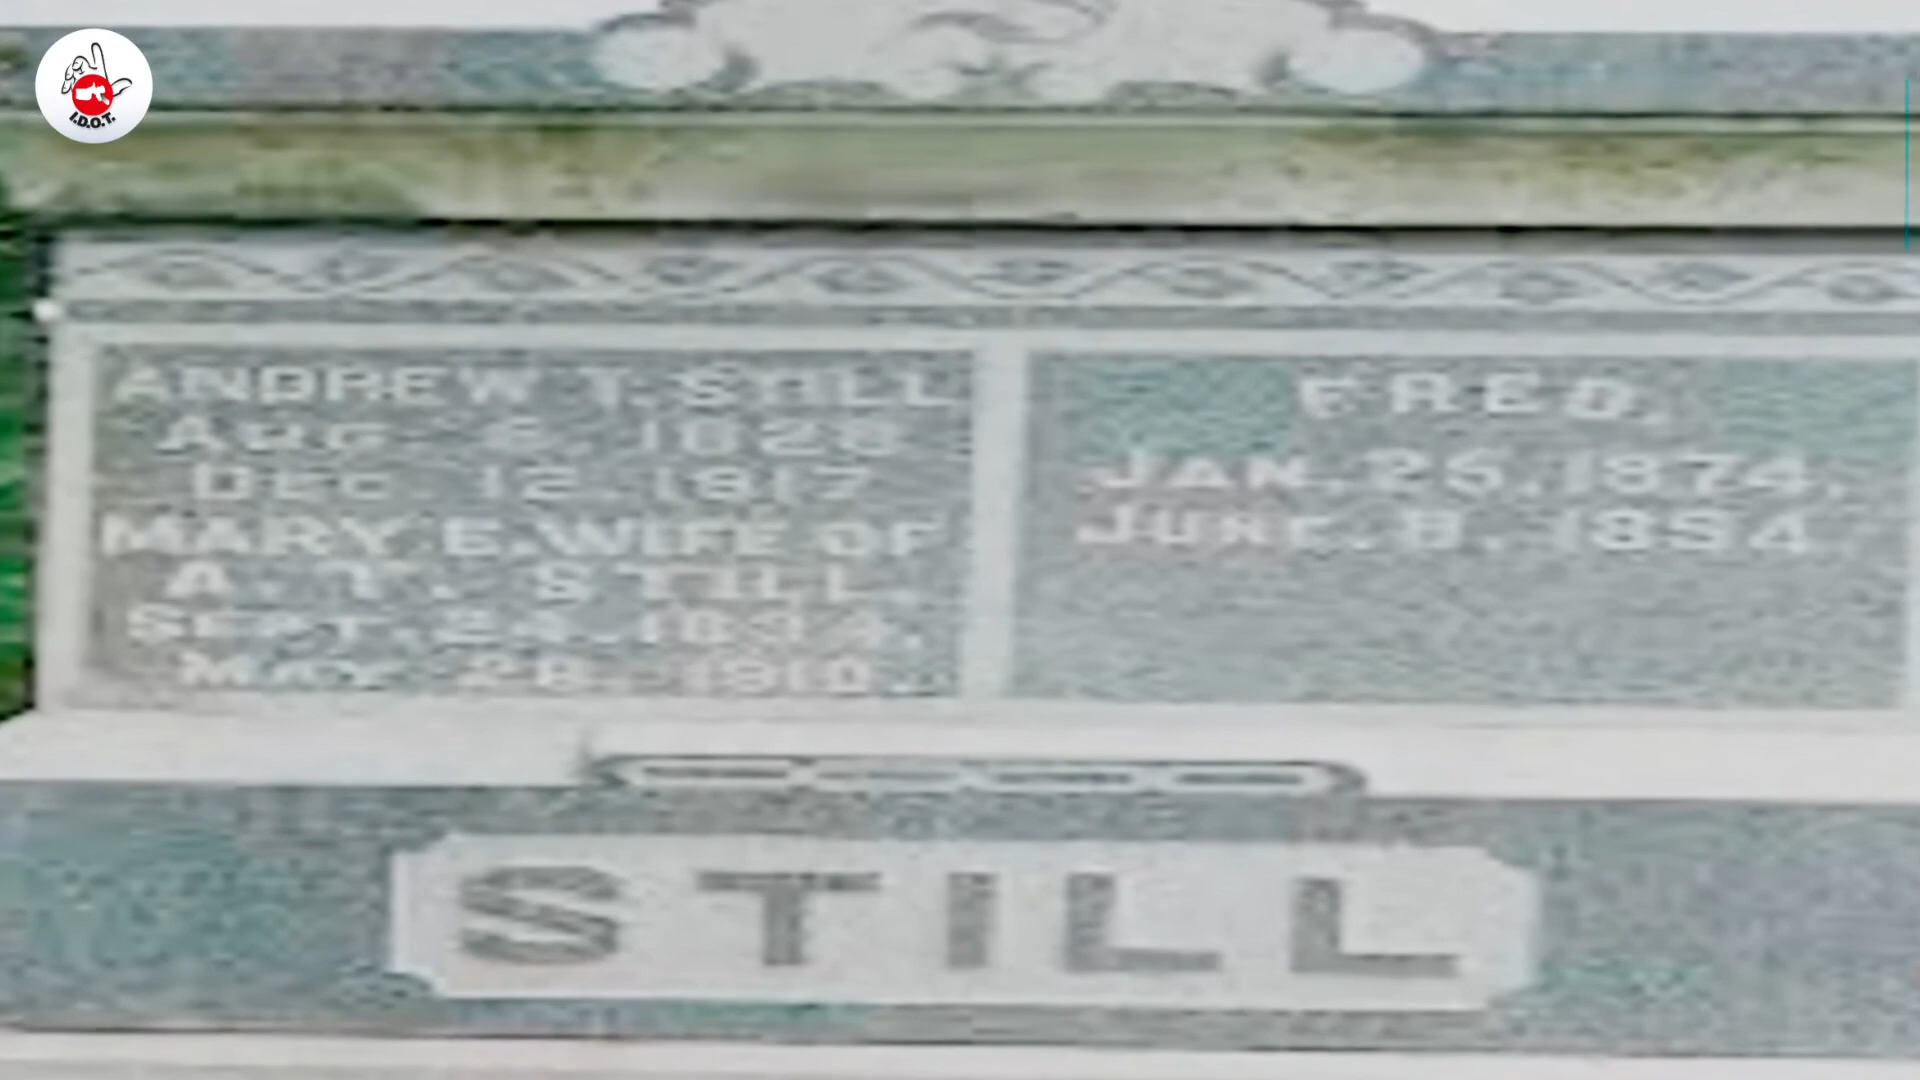 I.D.O.T.
ANDREW T. STILL
AUG. 6. 1828
DEC. 12. 1917
MARY E. WIFE OF
A. T. STILL.
SEPT. 24. 1834.
MAY. 28. 1910.
FRED.
JAN. 25. 1874.
JUNE. 8. 1894
STILL